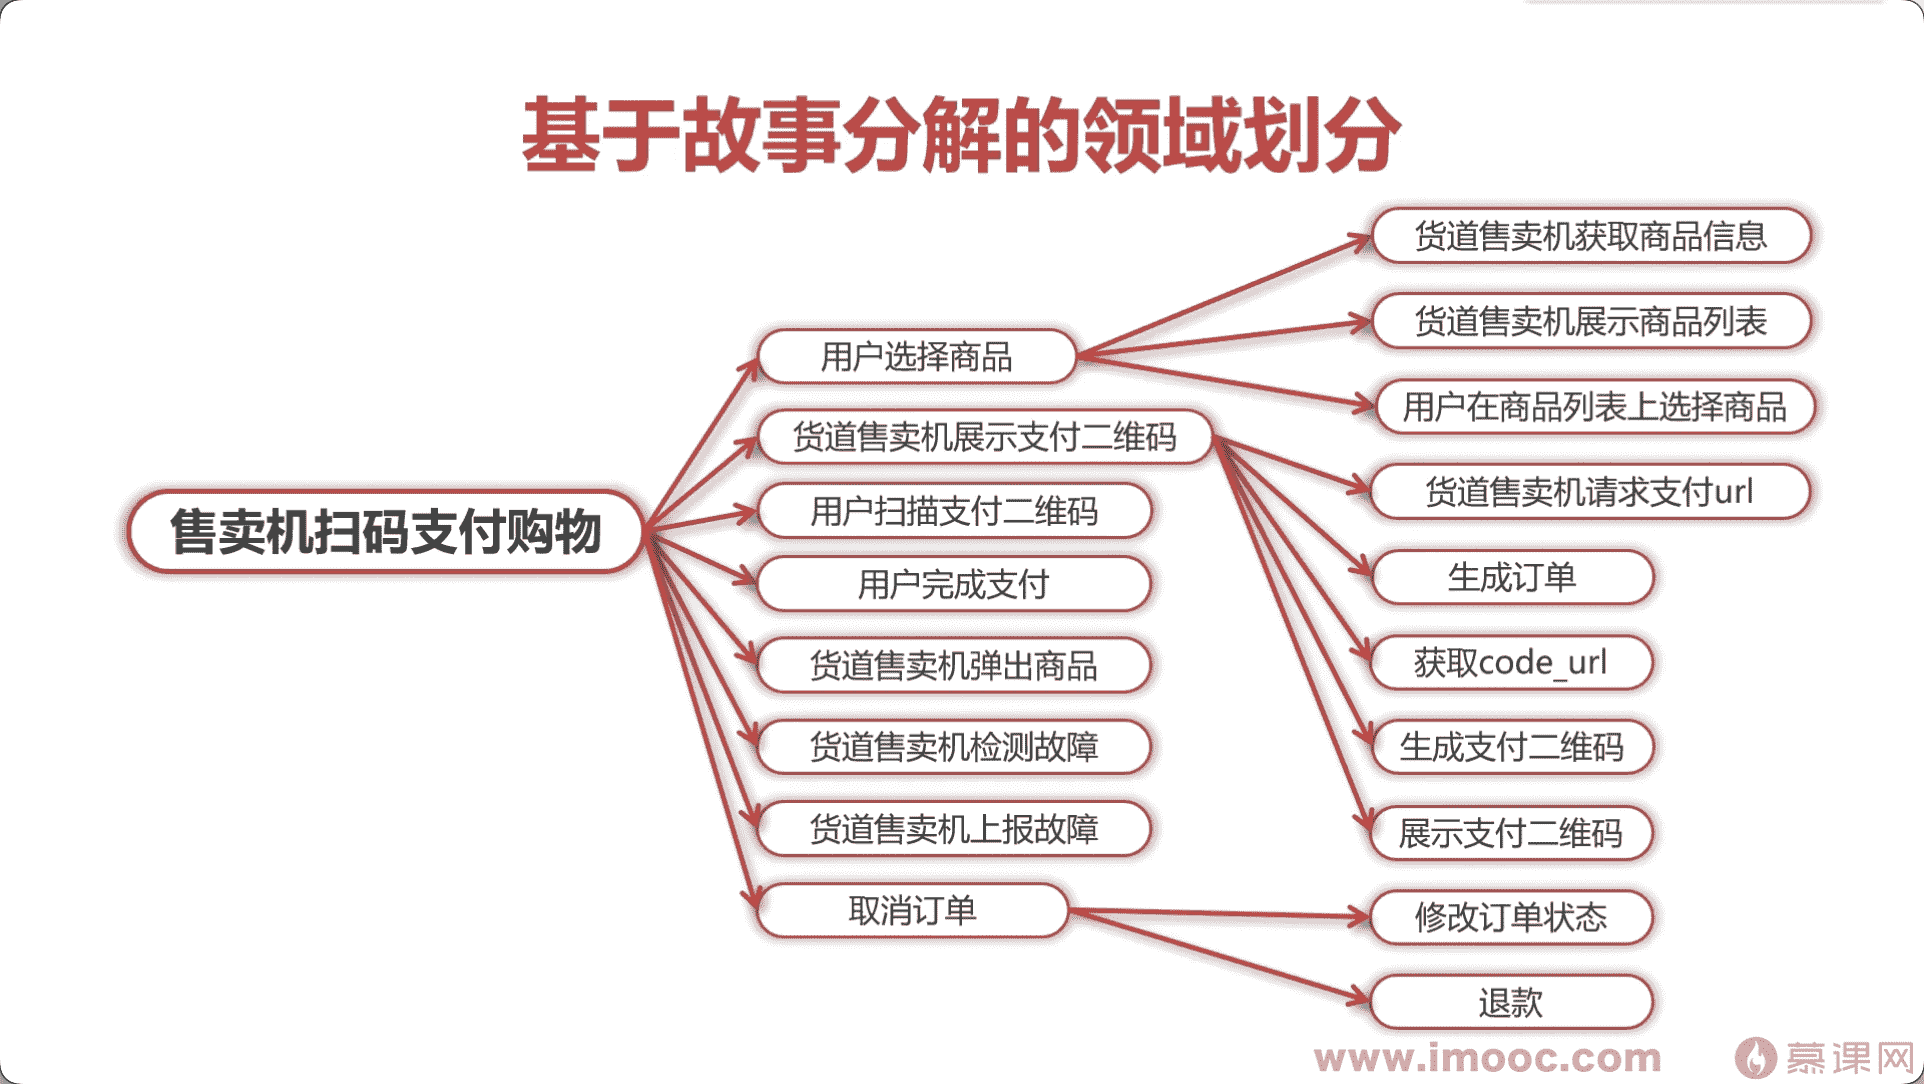 基于故事分解的领域划分
售卖机扫码支付购物
用户选择商品
货道售卖机展示支付二维码
用户扫描支付二维码
用户完成支付
货道售卖机弹出商品
货道售卖机检测故障
货道售卖机上报故障
取消订单
货道售卖机获取商品信息
货道售卖机展示商品列表
用户在商品列表上选择商品
货道售卖机请求支付url
生成订单
获取code_url
生成支付二维码
展示支付二维码
修改订单状态
退款
www.imooc.com
慕课网